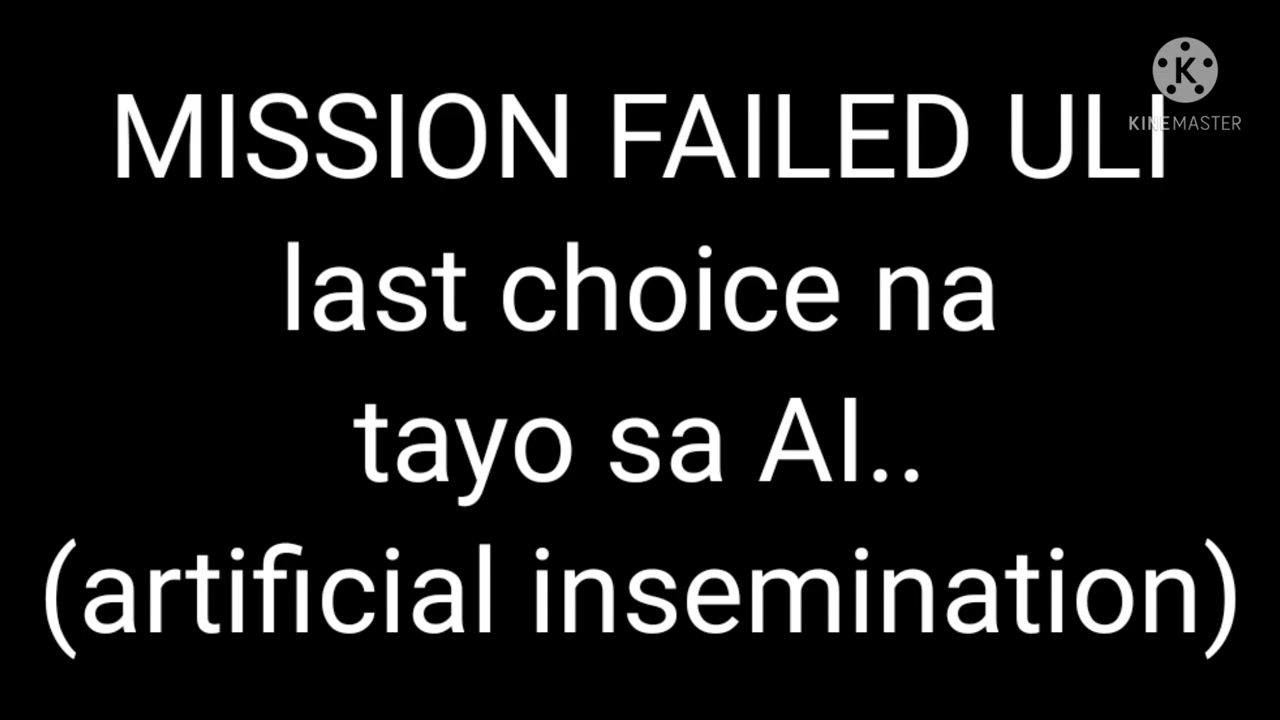 MISSION FAILED ULI
last choice na
tayo sa AI..
(artificial insemination)
K
KINEMASTER